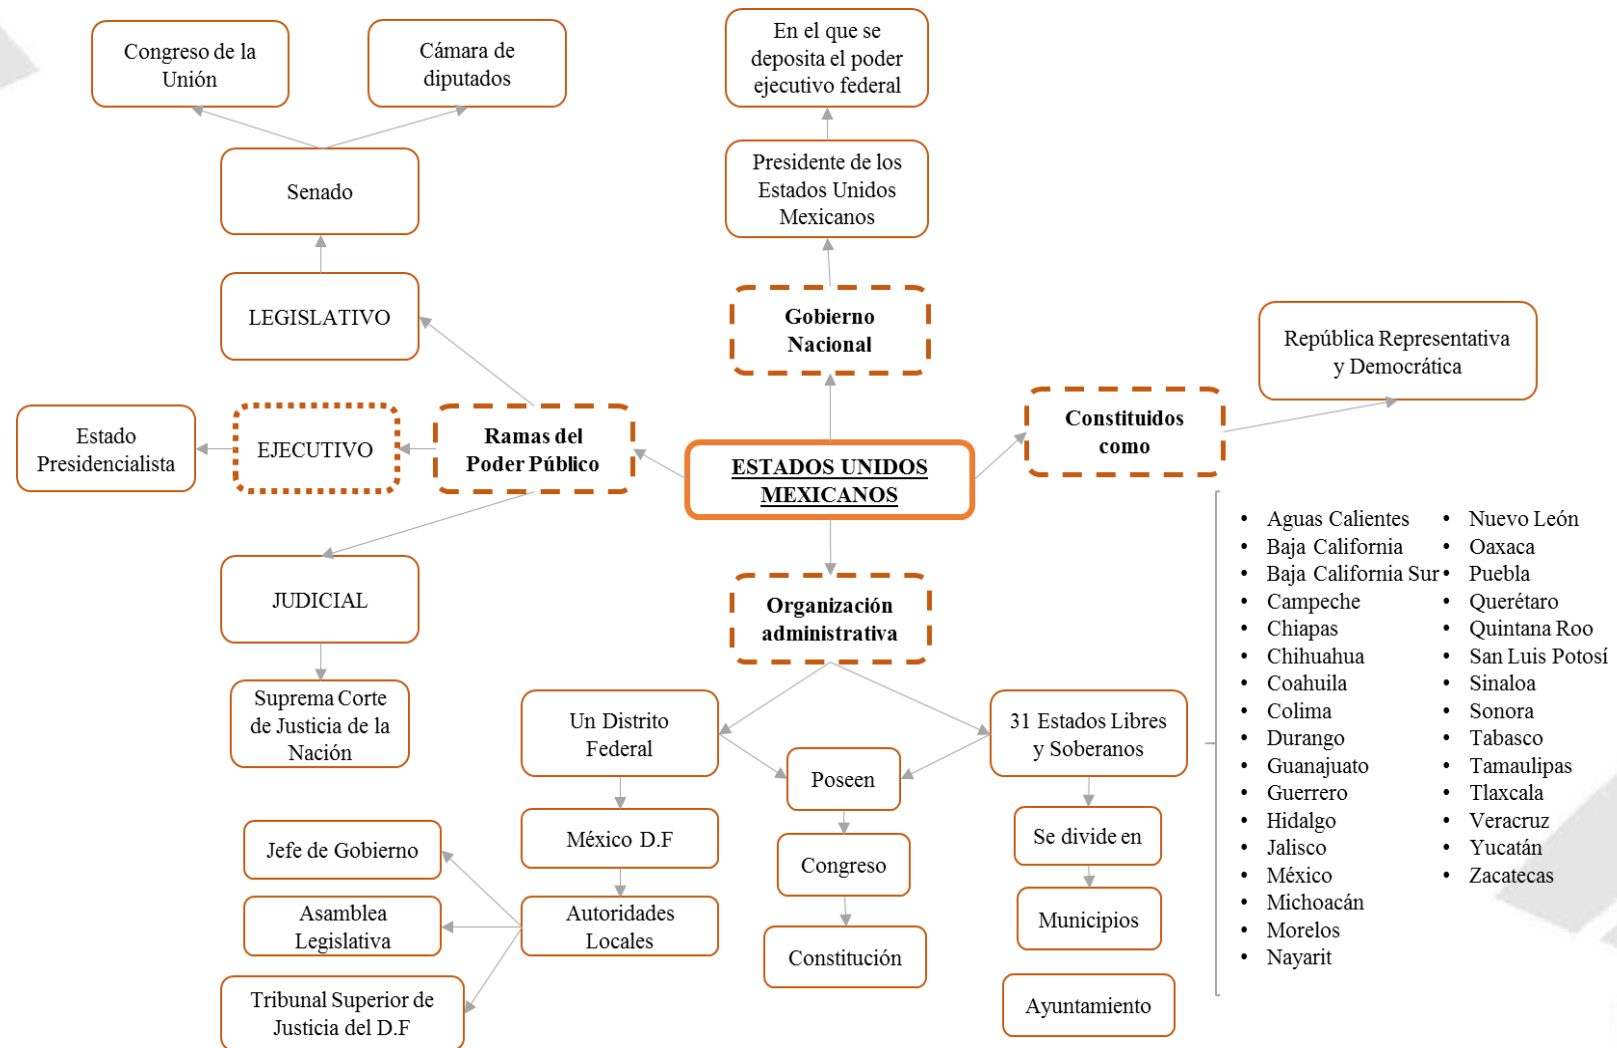 Congreso de la
Unión
Cámara de
diputados
En el que se
deposita el poder
ejecutivo federal
Senado
Presidente de los
Estados Unidos
Mexicanos
LEGISLATIVO
Gobierno
Nacional
República Representativa
y Democrática
Estado
Presidencialista
EJECUTIVO
Ramas del
Poder Público
ESTADOS UNIDOS
MEXICANOS
Constituidos
como
JUDICIAL
Suprema Corte
de Justicia de la
Nación
Organización
administrativa
Un Distrito
Federal
31 Estados Libres
y Soberanos
Poseen
México D.F
Se divide en
Jefe de Gobierno
Congreso
Asamblea
Legislativa
Autoridades
Locales
Municipios
Constitución
Tribunal Superior de
Justicia del D.F
Ayuntamiento
• Aguas Calientes
• Baja California
• Baja California Sur
• Campeche
• Chiapas
• Chihuahua
• Coahuila
• Colima
• Durango
• Guanajuato
• Guerrero
• Hidalgo
• Jalisco
• México
• Michoacán
• Morelos
• Nayarit
• Nuevo León
• Oaxaca
• Puebla
• Querétaro
• Quintana Roo
• San Luis Potosí
• Sinaloa
• Sonora
• Tabasco
• Tamaulipas
• Tlaxcala
• Veracruz
• Yucatán
• Zacatecas